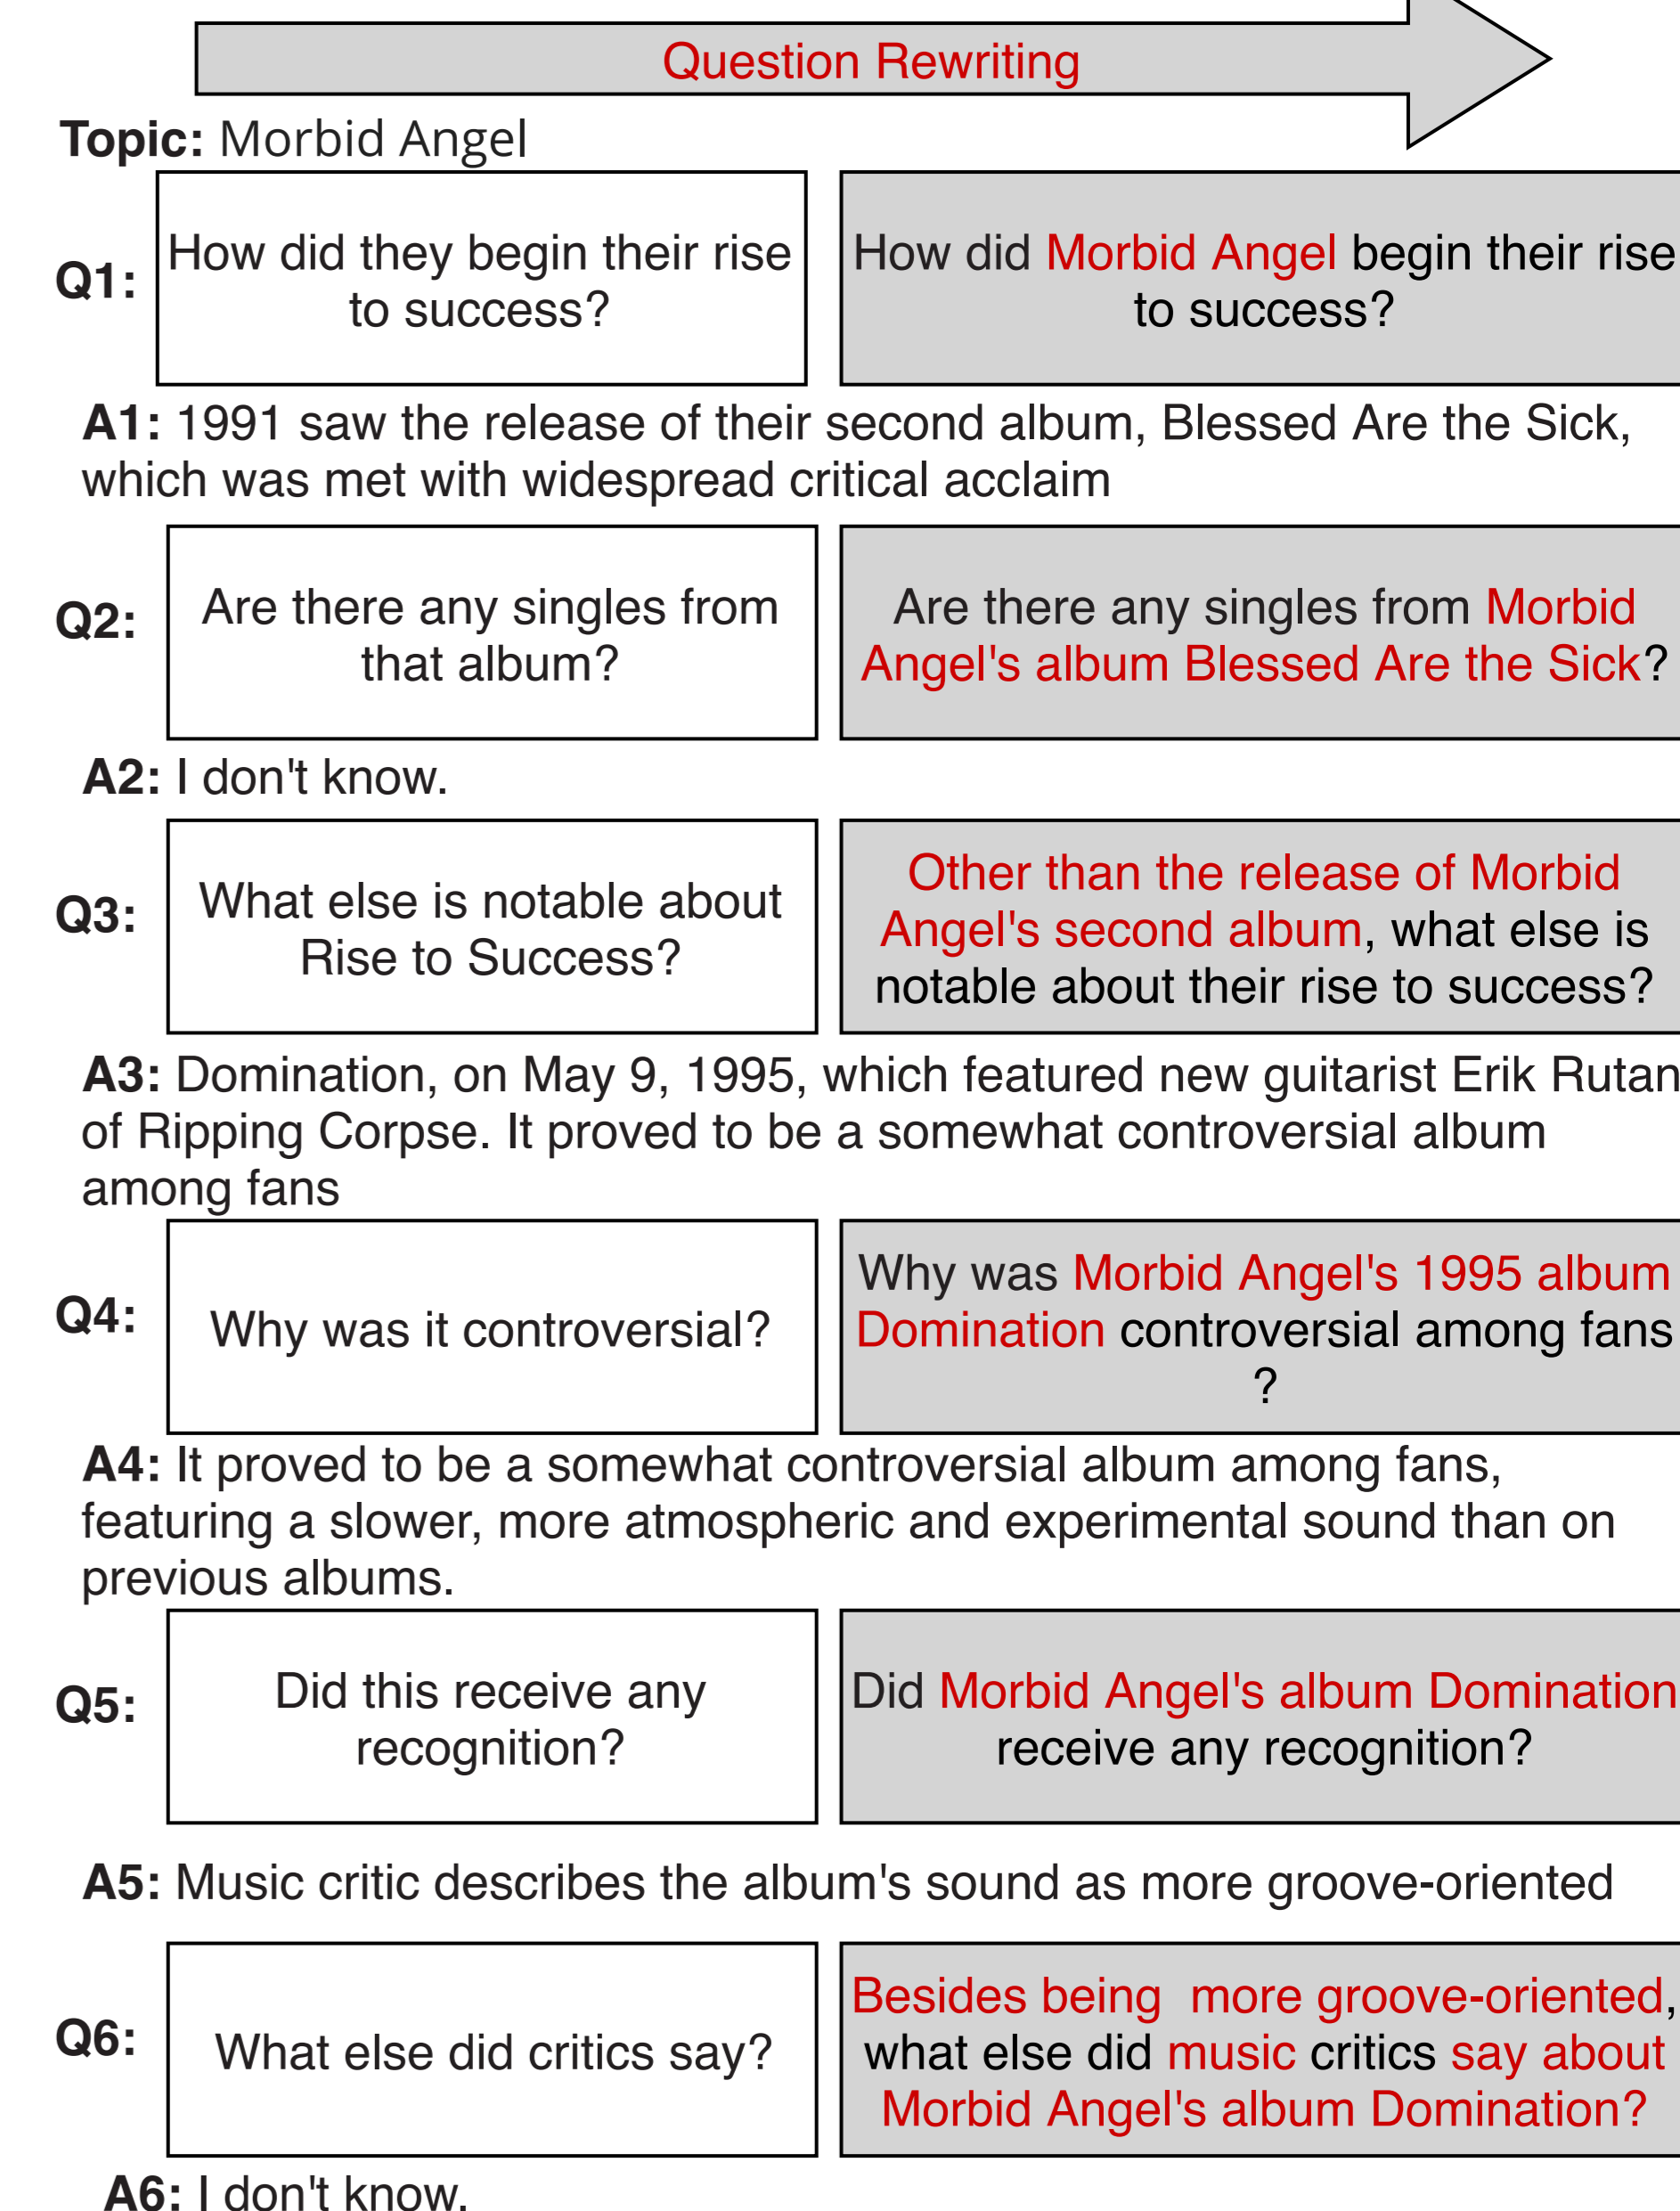 Question Rewriting
Topic: Morbid Angel
Q1:
How did they begin their rise
to success?
How did Morbid Angel begin their rise
to success?
A1: 1991 saw the release of their second album, Blessed Are the Sick,
which was met with widespread critical acclaim
Q2:
Are there any singles from
that album?
Are there any singles from Morbid
Angel's album Blessed Are the Sick?
A2: I don't know.
Q3:
What else is notable about
Rise to Success?
Other than the release of Morbid
Angel's second album, what else is
notable about their rise to success?
A3: Domination, on May 9, 1995, which featured new guitarist Erik Rutan
of Ripping Corpse. It proved to be a somewhat controversial album
among fans
Q4:
Why was it controversial?
Why was Morbid Angel's 1995 album
Domination controversial among fans
?
A4: It proved to be a somewhat controversial album among fans,
featuring a slower, more atmospheric and experimental sound than on
previous albums.
Q5:
Did this receive any
recognition?
Did Morbid Angel's album Domination
receive any recognition?
A5: Music critic describes the album's sound as more groove-oriented
Q6:
What else did critics say?
Besides being  more groove-oriented,
what else did music critics say about
Morbid Angel's album Domination?
A6: I don't know.